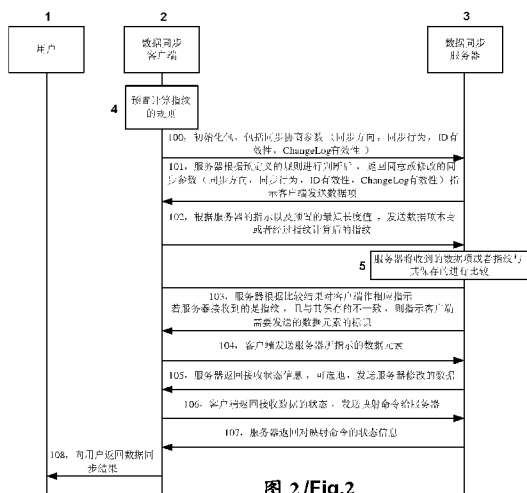 1
2
3
用户
数据同步
客户端
数据同步
服务器
4
预置计算指纹
的规则
100，初始化包，包括同步协商参数（同步方向，同步行为，ID有
效性，ChangeLog有效性）
101，服务器根据预定义的规则进行判断后，返回同意或修改的同
步参数（同步方向，同步行为，ID有效性，ChangeLog有效性）指
示客户端发送数据项
102，根据服务器的指示以及预置的最短长度值，发送数据项本身
或者经过指纹计算后的指纹
5
服务器将收到的数据项或者指纹与
其保存的进行比较
103，服务器根据比较结果对客户端作相应指示
若服务器接收到的是指纹，且与其保存的不一致，则指示客户端
需要发送的数据元素的标识
104，客户端发送服务器所指示的数据元素
105，服务器返回接收状态信息，可选地，发送服务器修改的数据
106，客户端返回接收数据的状态，发送映射命令给服务器
107，服务器返回对映射命令的状态信息
108，向用户返回数据同
步结果
图 2/Fig.2